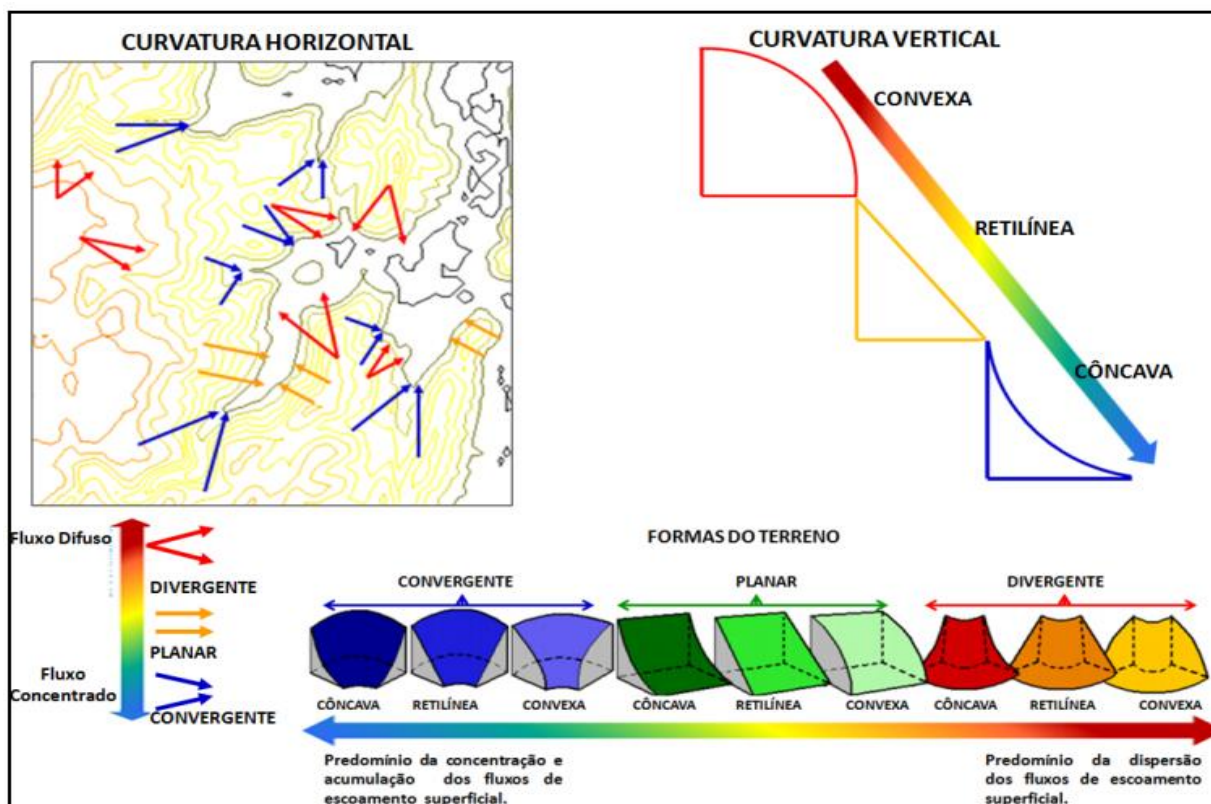 CURVATURA HORIZONTAL
CURVATURA VERTICAL
CONVEXA
RETILÍNEA
CÔNCAVA
Fluxo Difuso
DIVERGENTE
PLANAR
Fluxo
Concentrado
CONVERGENTE
FORMAS DO TERRENO
CONVERGENTE
PLANAR
DIVERGENTE
CÔNCAVA
RETILÍNEA
CONVEXA
CÔNCAVA
RETILÍNEA
CONVEXA
CÔNCAVA
RETILÍNEA
CONVEXA
Predomínio da concentração e
acumulação dos fluxos de
escoamento superficial.
Predomínio da dispersão
dos fluxos de escoamento
superficial.